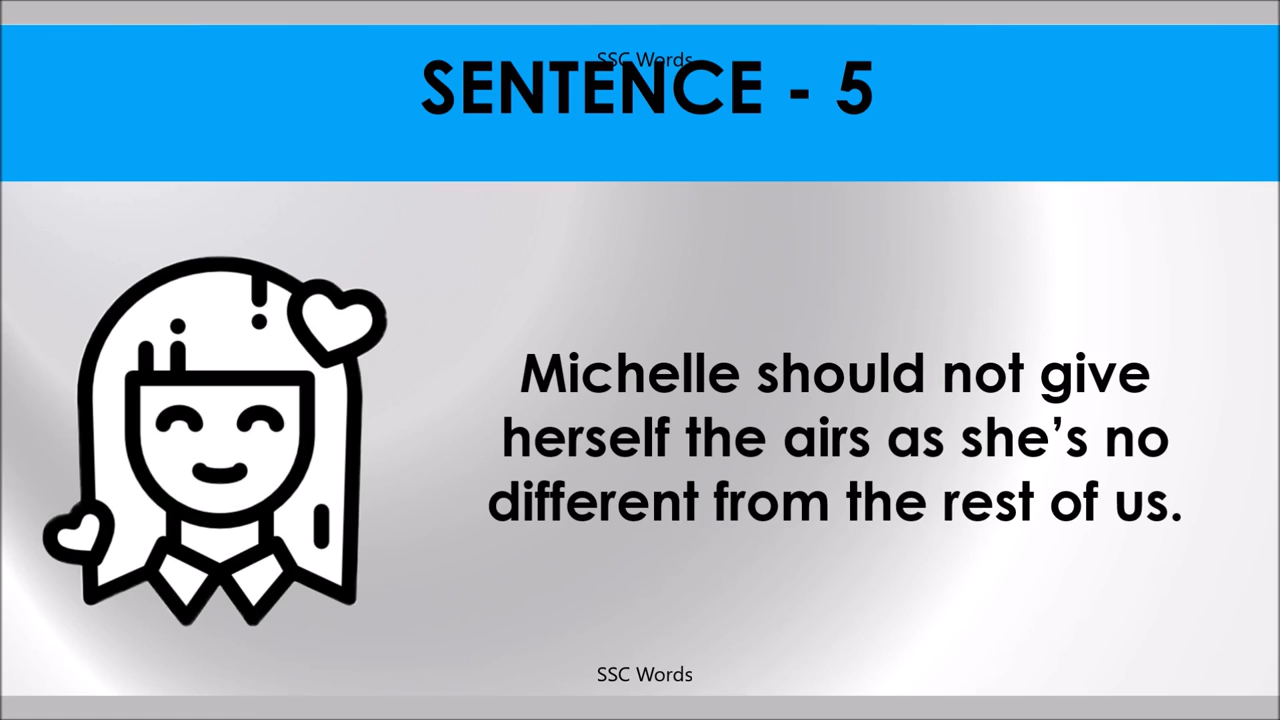 SSC Words
SENTENCE - 5
Michelle should not give
herself the airs as she’s no
different from the rest of us.
SSC Words